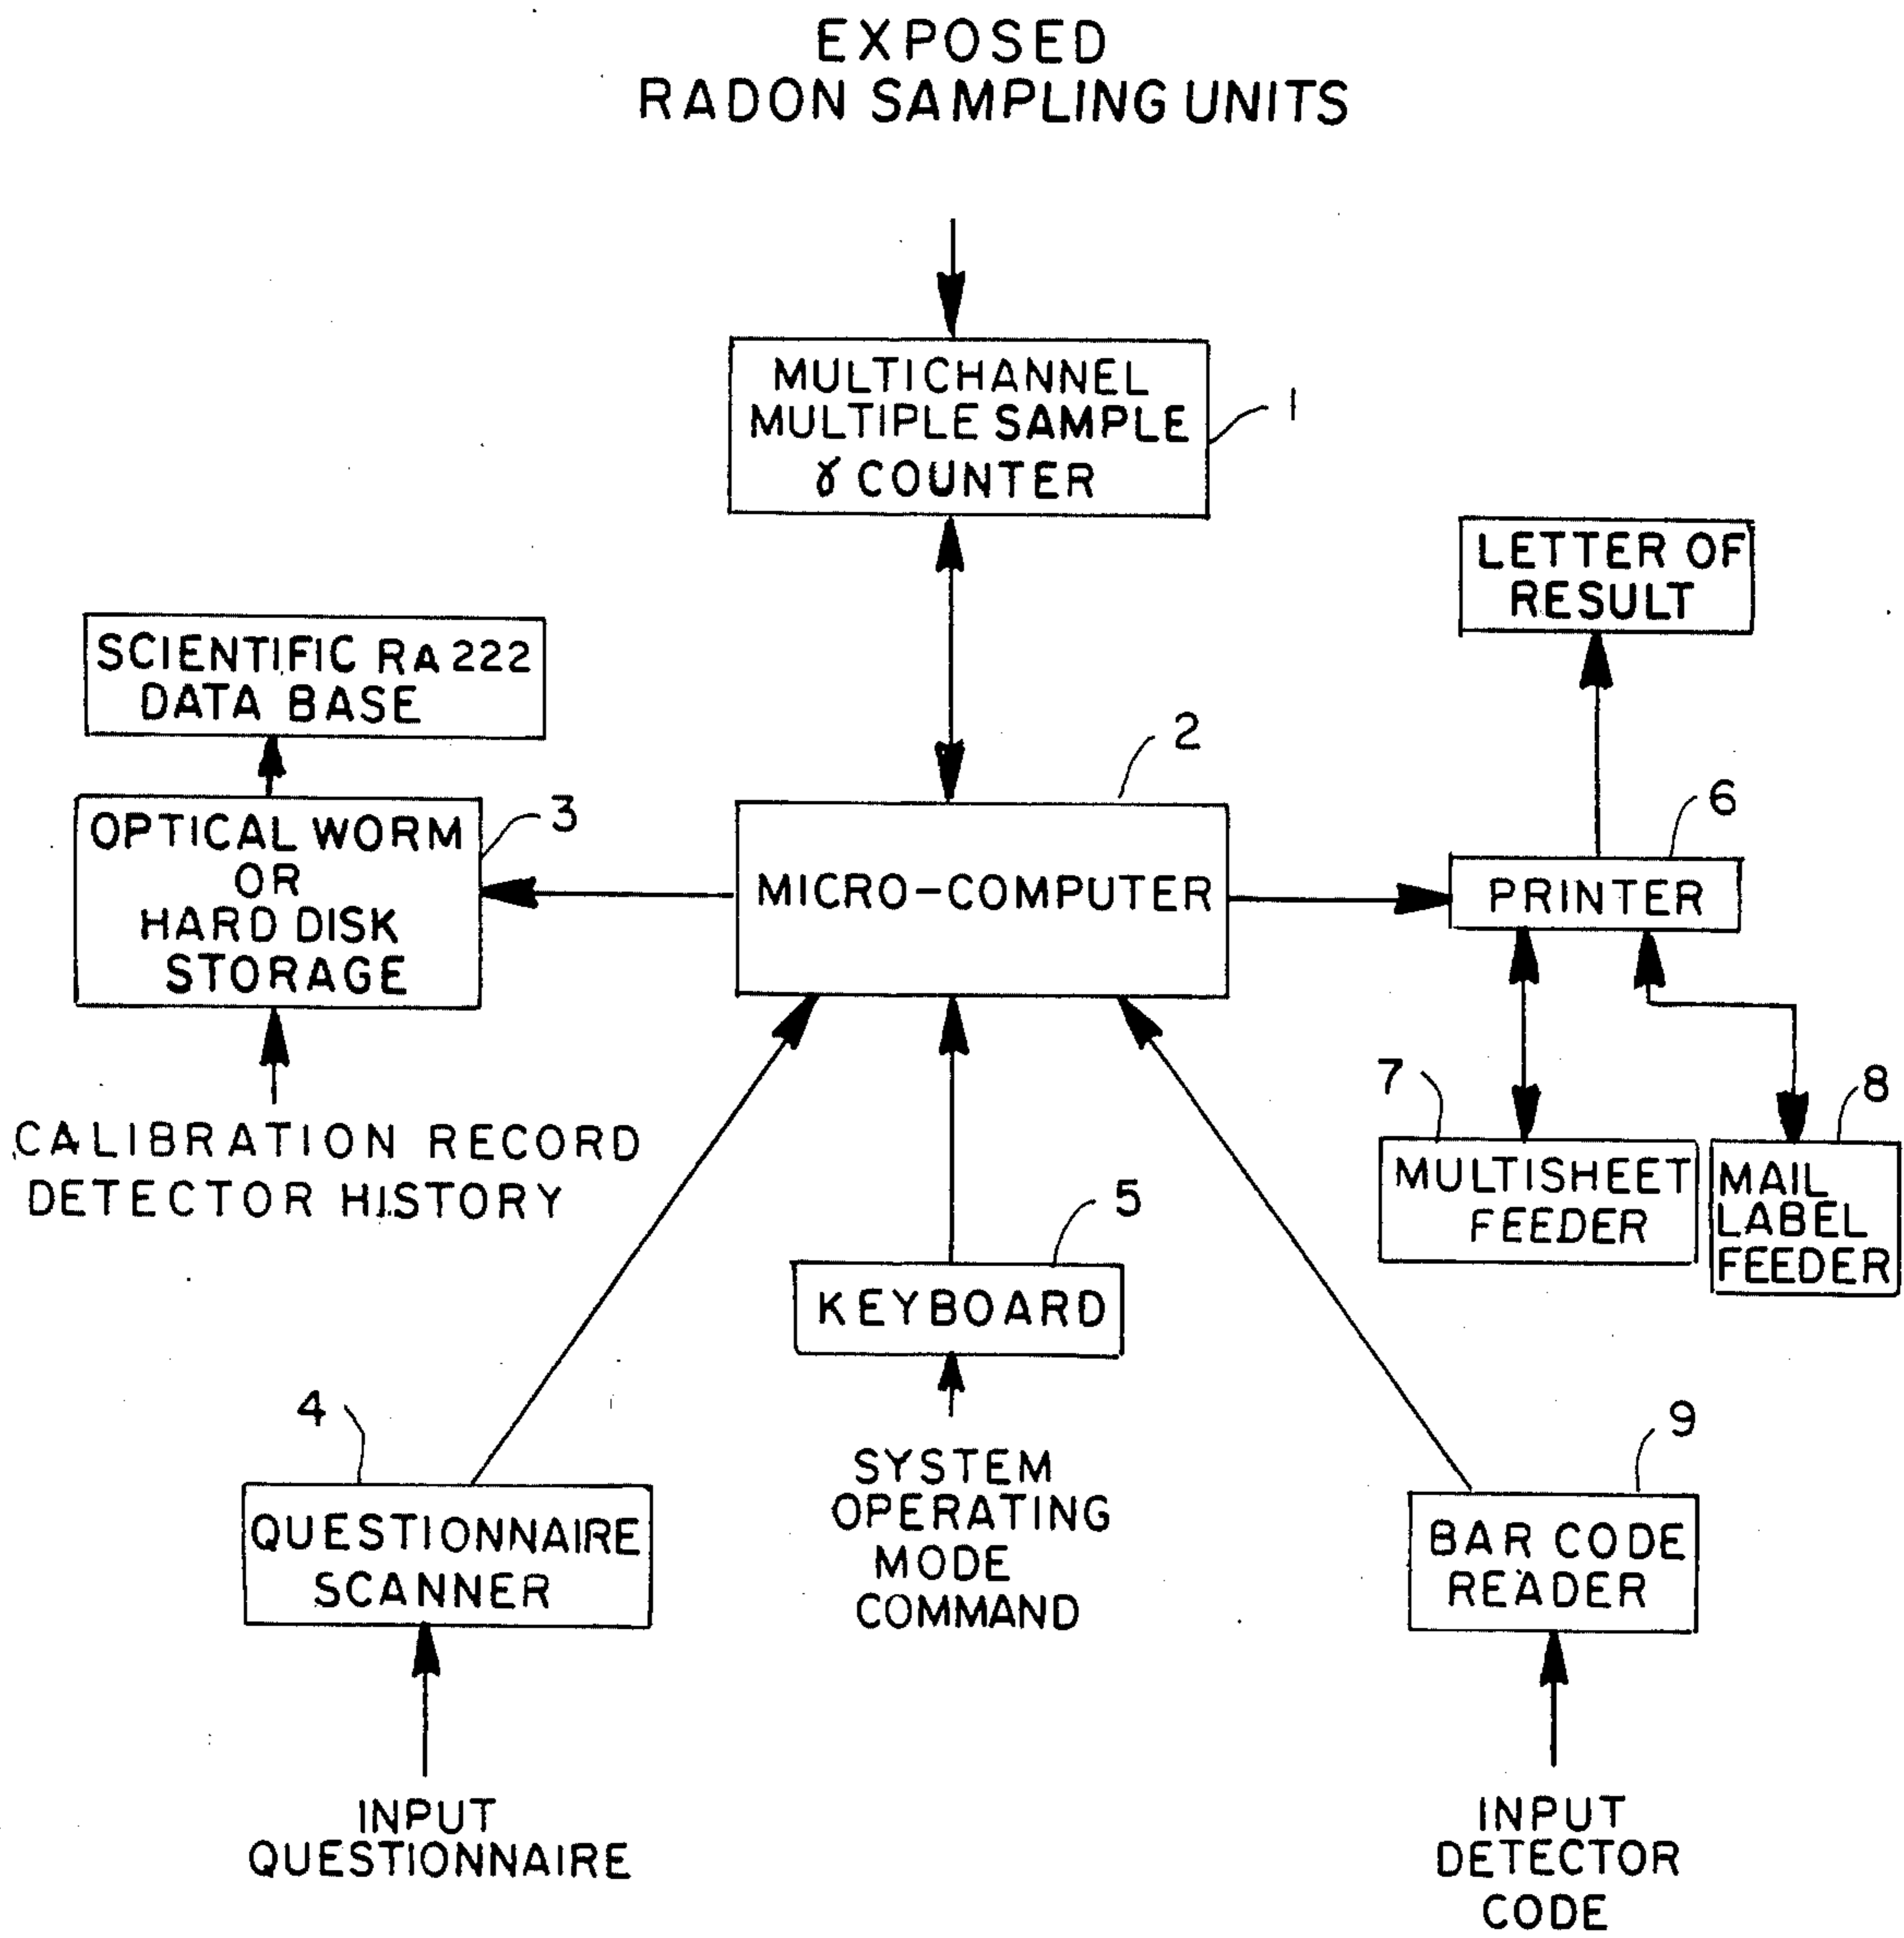 EXPOSED
RADON SAMPLING UNITS
MULTICHANNEL
MULTIPLE SAMPLE
γ COUNTER
1
LETTER OF
RESULT
SCIENTIFIC RA 222
DATA BASE
2
3
OPTICAL WORM
OR
HARD DISK
STORAGE
MICRO-COMPUTER
6
PRINTER
CALIBRATION RECORD
DETECTOR HISTORY
7
MULTISHEET
FEEDER
8
MAIL
LABEL
FEEDER
5
KEYBOARD
SYSTEM
OPERATING
MODE
COMMAND
4
QUESTIONNAIRE
SCANNER
9
BAR CODE
READER
INPUT
QUESTIONNAIRE
INPUT
DETECTOR
CODE